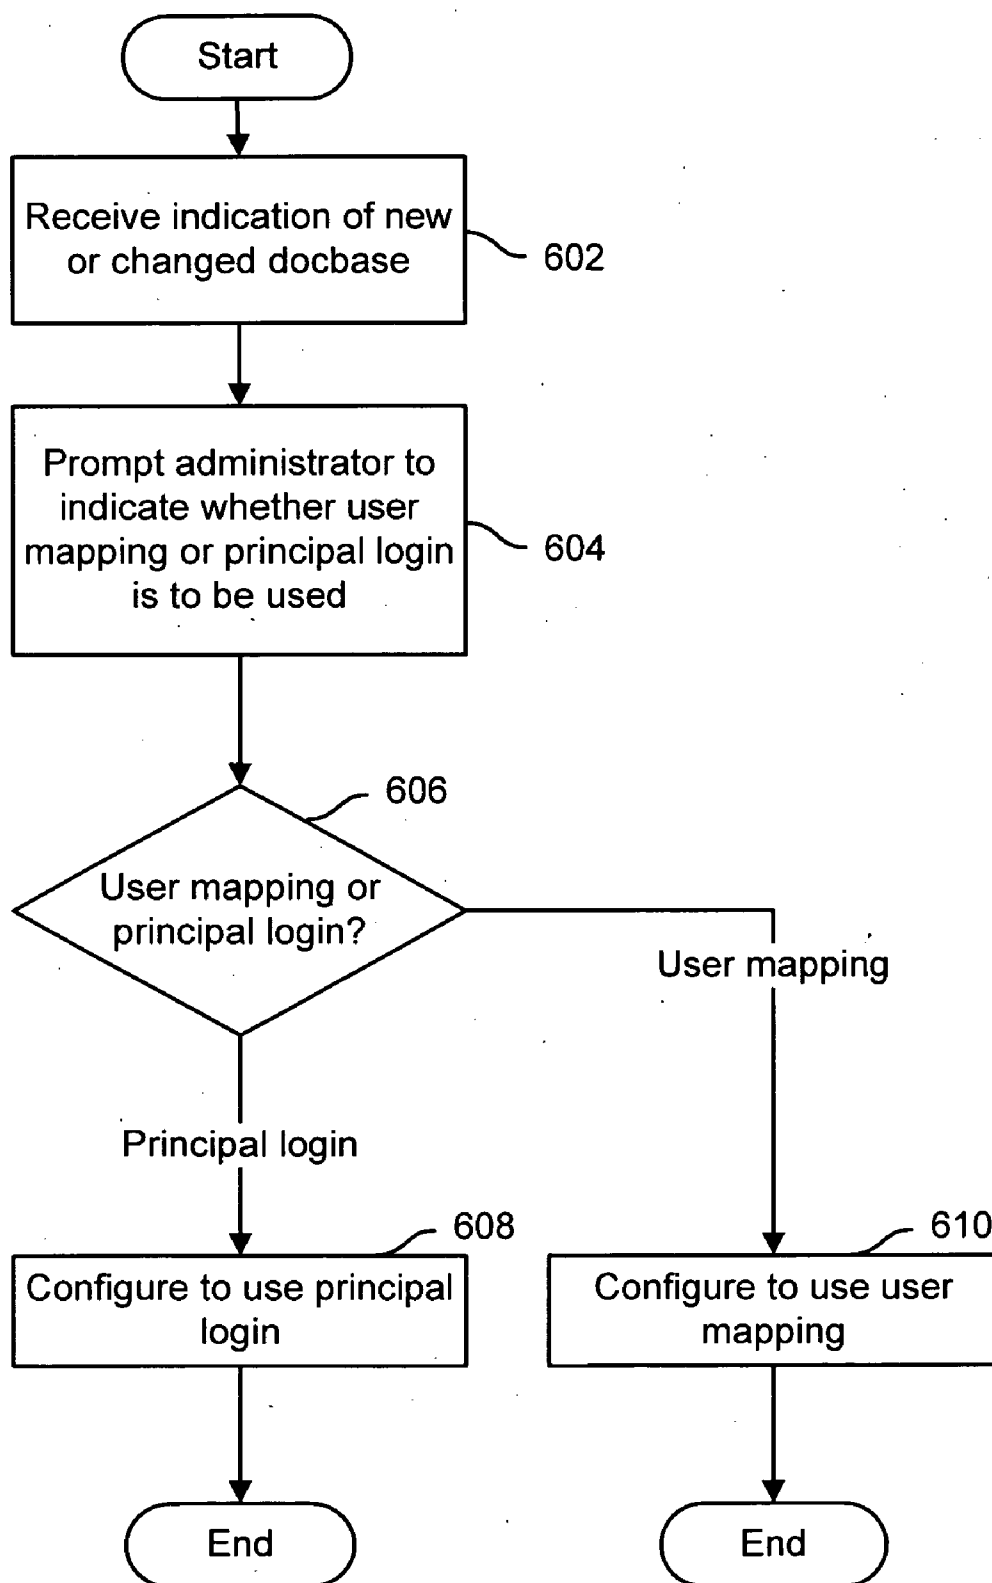 Start
Receive indication of new
or changed docbase
602
Prompt administrator to
indicate whether user
mapping or principal login
is to be used
604
606
User mapping or
principal login?
User mapping
Principal login
608
610
Configure to use principal
login
Configure to use user
mapping
End
End